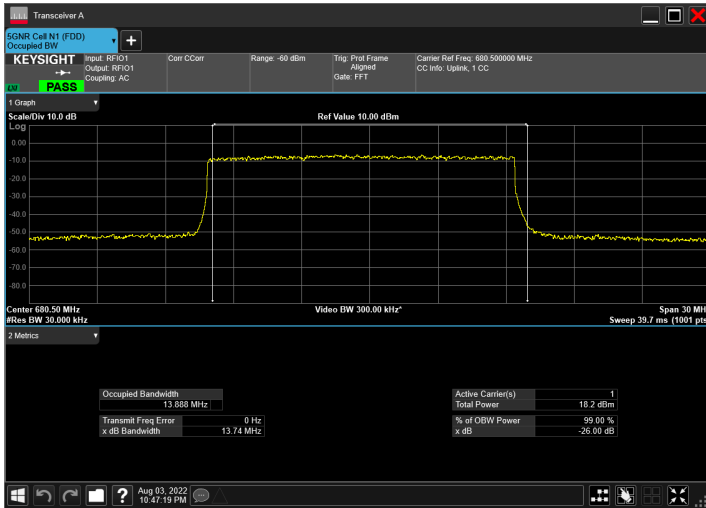 Transceiver A
5GNR Cell N1 (FDD)
Occupied BW
KEYSIGHT
Input: RFIO1
Output: RFIO1
Coupling: AC
Corr CCorr
Range: -60 dBm
Trig: Prot Frame
Aligned
Gate: FFT
Carrier Ref Freq: 680.500000 MHz
CC Info: Uplink, 1 CC
LXI
PASS
1 Graph
Scale/Div 10.0 dB
Ref Value 10.00 dBm
Log
0.00
-10.0
-20.0
-30.0
-40.0
-50.0
-60.0
-70.0
-80.0
Center 680.50 MHz
Video BW 300.00 kHz*
Span 30 MH
#Res BW 30.000 kHz
Sweep 39.7 ms (1001 pts
2 Metrics
Occupied Bandwidth
13.888 MHz
Active Carrier(s) 1
Total Power 18.2 dBm
Transmit Freq Error 0 Hz
x dB Bandwidth 13.74 MHz
% of OBW Power 99.00 %
x dB -26.00 dB
? Aug 03, 2022
10:47:19 PM